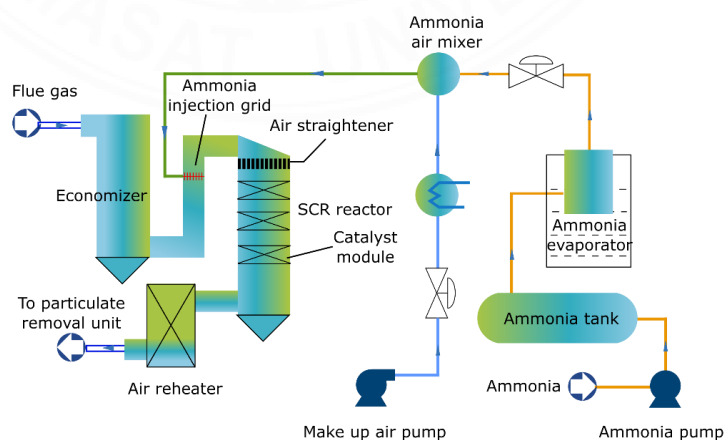 Ammonia
air mixer
Flue gas
Ammonia
injection grid
Air straightener
Economizer
SCR reactor
Catalyst
module
Ammonia
evaporator
To particulate
removal unit
Ammonia tank
Air reheater
Ammonia
Make up air pump
Ammonia pump